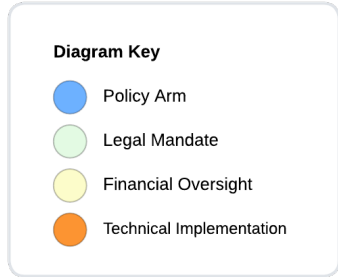 Diagram Key
Policy Arm
Legal Mandate
Financial Oversight
Technical Implementation